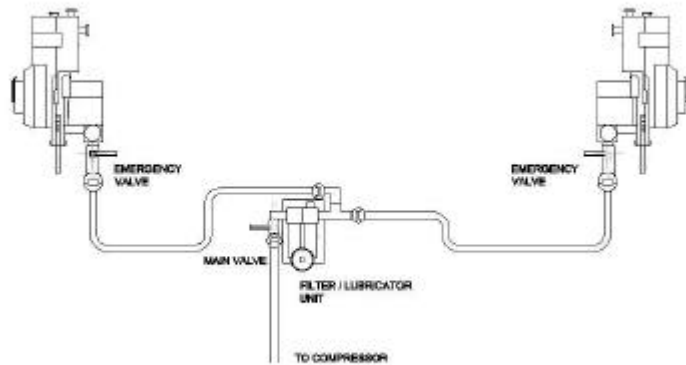 EMERGENCY
VALVE
EMERGENCY
VALVE
MAIN VALVE
FILTER / LUBRICATOR
UNIT
TO COMPRESSOR